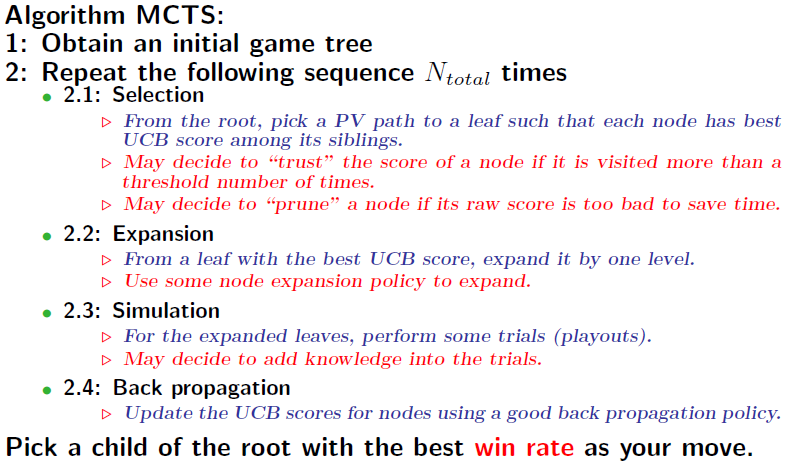 Algorithm MCTS:
1: Obtain an initial game tree
2: Repeat the following sequence N_total times
• 2.1: Selection
▷ From the root, pick a PV path to a leaf such that each node has best
UCB score among its siblings.
▷ May decide to “trust” the score of a node if it is visited more than a
threshold number of times.
▷ May decide to “prune” a node if its raw score is too bad to save time.
• 2.2: Expansion
▷ From a leaf with the best UCB score, expand it by one level.
▷ Use some node expansion policy to expand.
• 2.3: Simulation
▷ For the expanded leaves, perform some trials (playouts).
▷ May decide to add knowledge into the trials.
• 2.4: Back propagation
▷ Update the UCB scores for nodes using a good back propagation policy.
Pick a child of the root with the best win rate as your move.